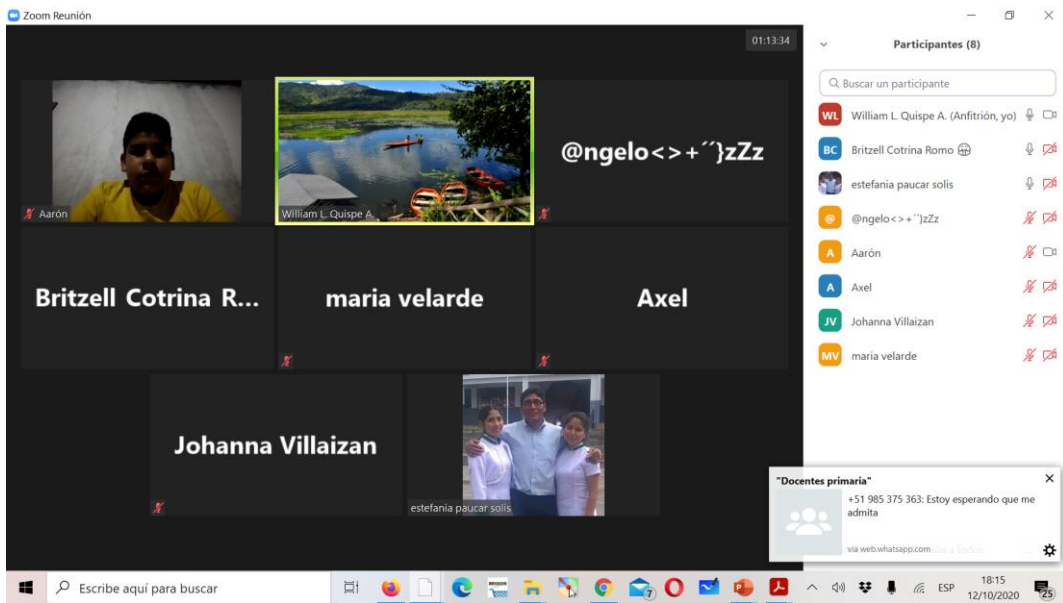 Zoom Reunión
01:13:34
Aarón
William L. Quispe A.
@ngelo<>+´´}zZz
Britzell Cotrina R...
maria velarde
Axel
Johanna Villaizan
estefania paucar solis
Participantes (8)
Buscar un participante
WL William L. Quispe A. (Anfitrión, yo)
BC Britzell Cotrina Romo
estefania paucar solis
@ @ngelo<>+´´}zZz
A Aarón
A Axel
JV Johanna Villaizan
MV maria velarde
"Docentes primaria"
+51 985 375 363: Estoy esperando que me
admita
vía web.whatsapp.com
Escribe aquí para buscar
amazon
7
ESP
18:15
12/10/2020
25